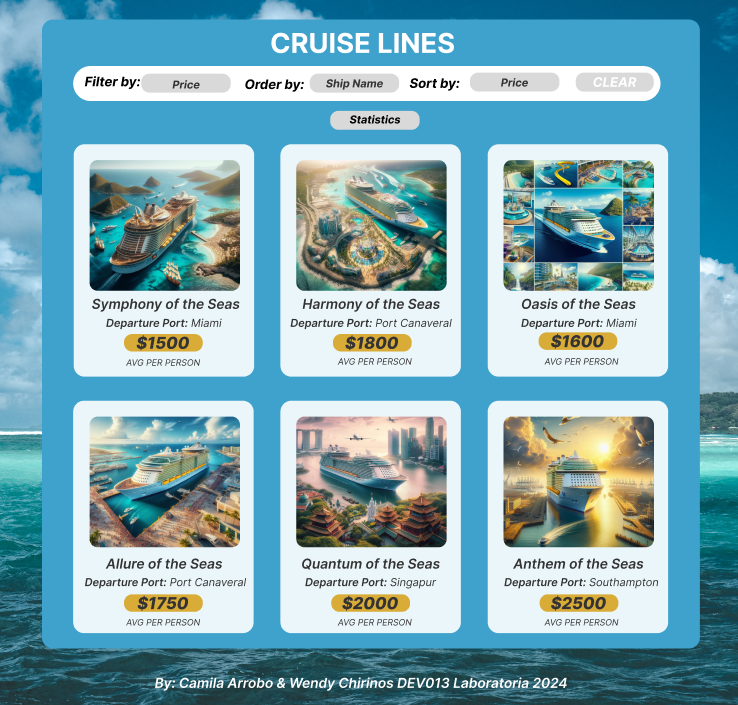 CRUISE LINES
Filter by: Price Order by: Ship Name Sort by: Price CLEAR
Statistics
Symphony of the Seas
Departure Port: Miami
$1500
AVG PER PERSON
Harmony of the Seas
Departure Port: Port Canaveral
$1800
AVG PER PERSON
Oasis of the Seas
Departure Port: Miami
$1600
AVG PER PERSON
Allure of the Seas
Departure Port: Port Canaveral
$1750
AVG PER PERSON
Quantum of the Seas
Departure Port: Singapur
$2000
AVG PER PERSON
Anthem of the Seas
Departure Port: Southampton
$2500
AVG PER PERSON
By: Camila Arrobo & Wendy Chirinos DEV013 Laboratoria 2024